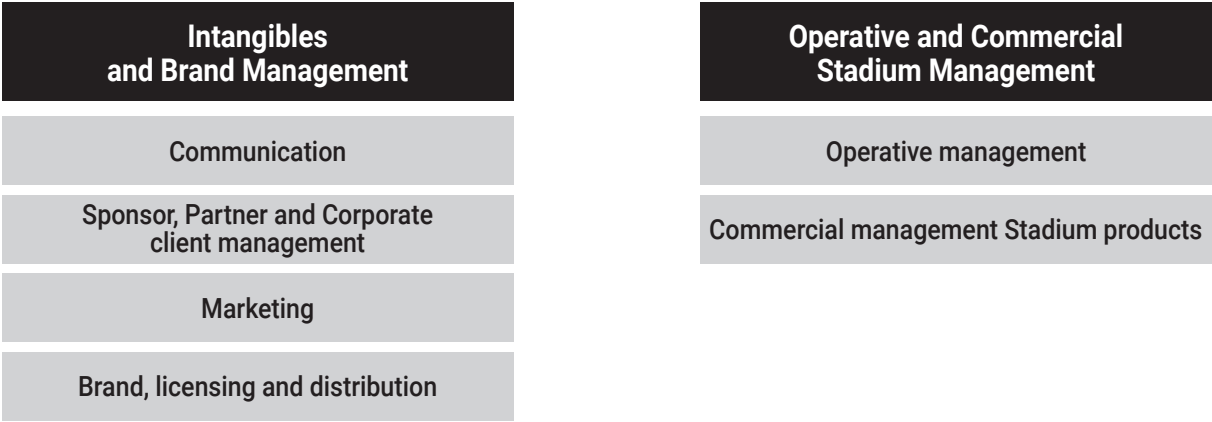 Intangibles
and Brand Management
Communication
Sponsor, Partner and Corporate
client management
Marketing
Brand, licensing and distribution
Operative and Commercial
Stadium Management
Operative management
Commercial management Stadium products